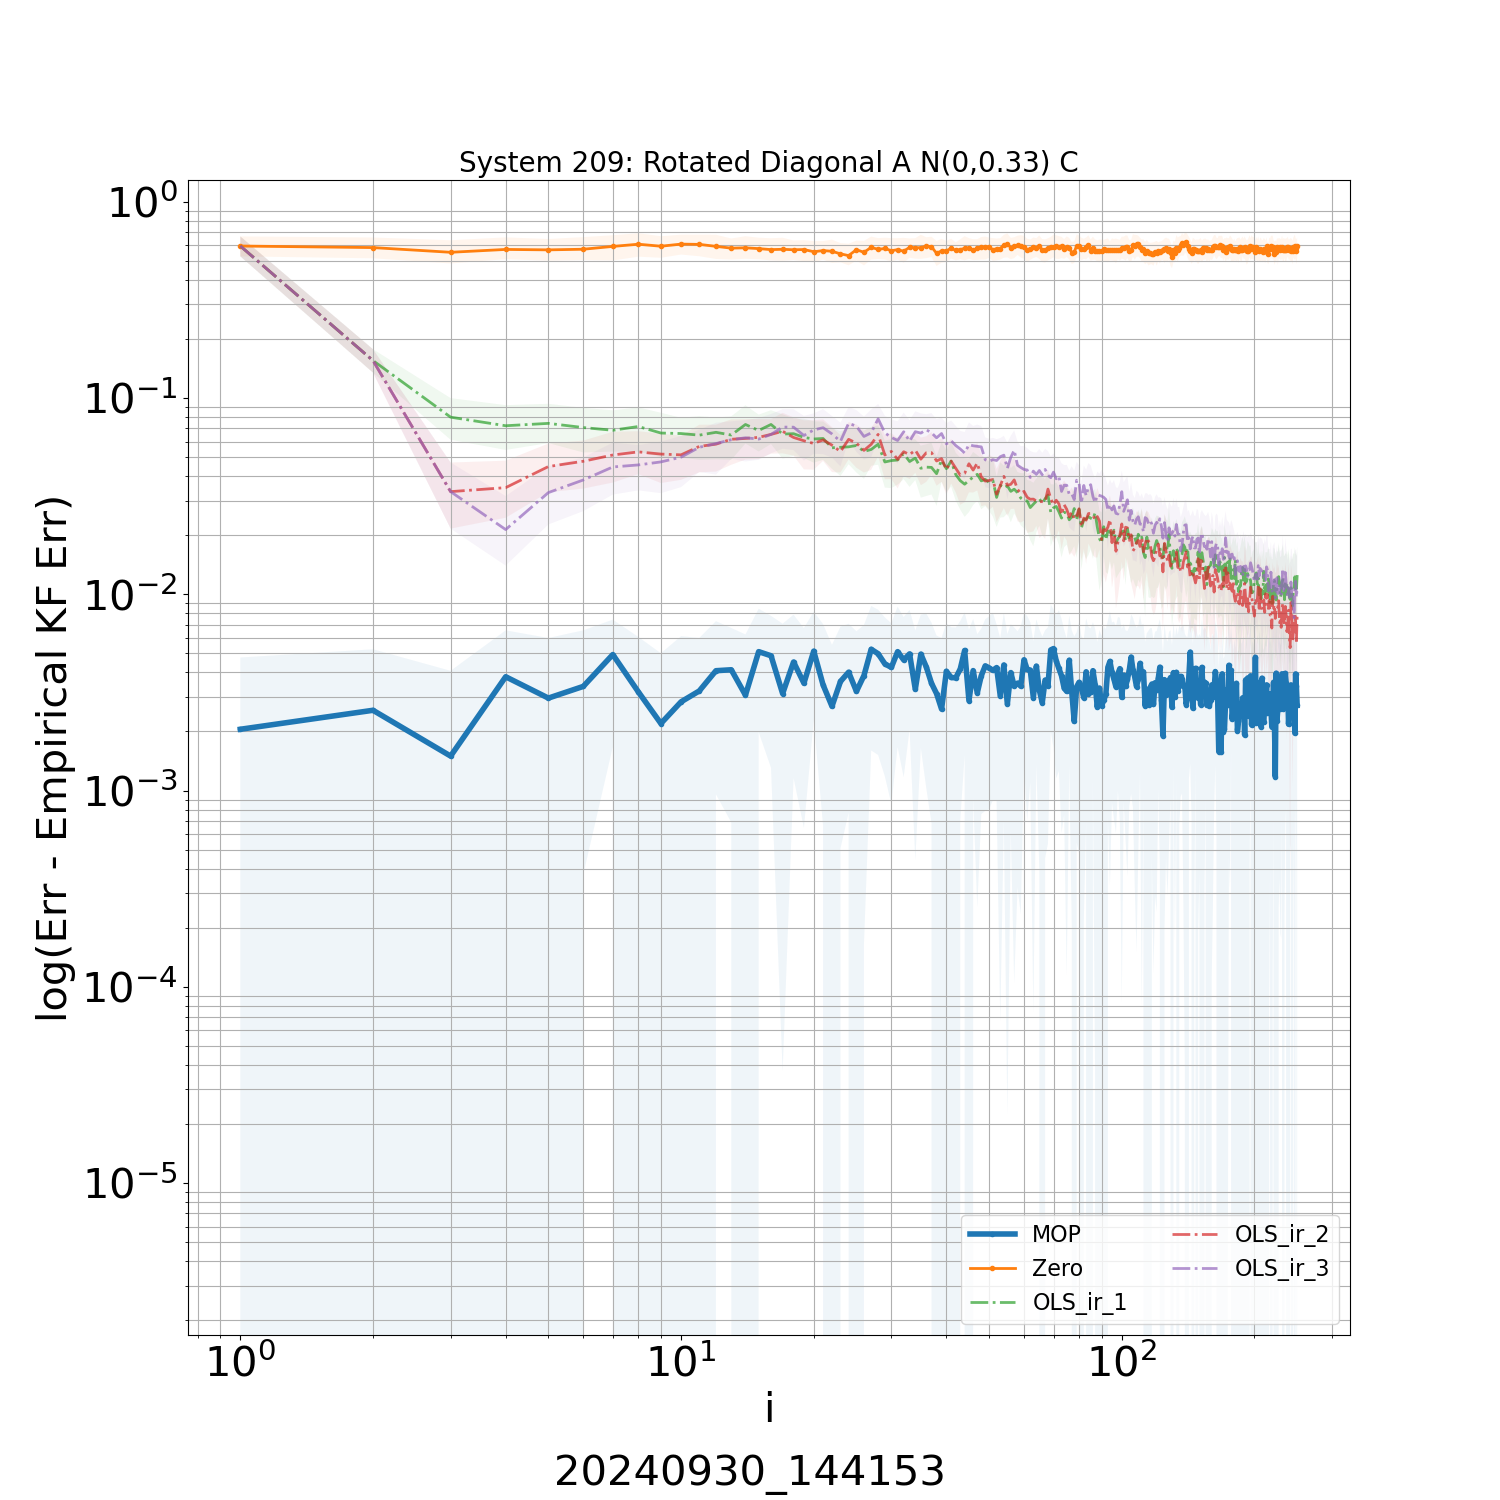 System 209: Rotated Diagonal A N(0,0.33) C
log(Err - Empirical KF Err)
10^0
10^-1
10^-2
10^-3
10^-4
10^-5
MOP
Zero
OLS_ir_1
OLS_ir_2
OLS_ir_3
10^0
10^1
10^2
i
20240930_144153